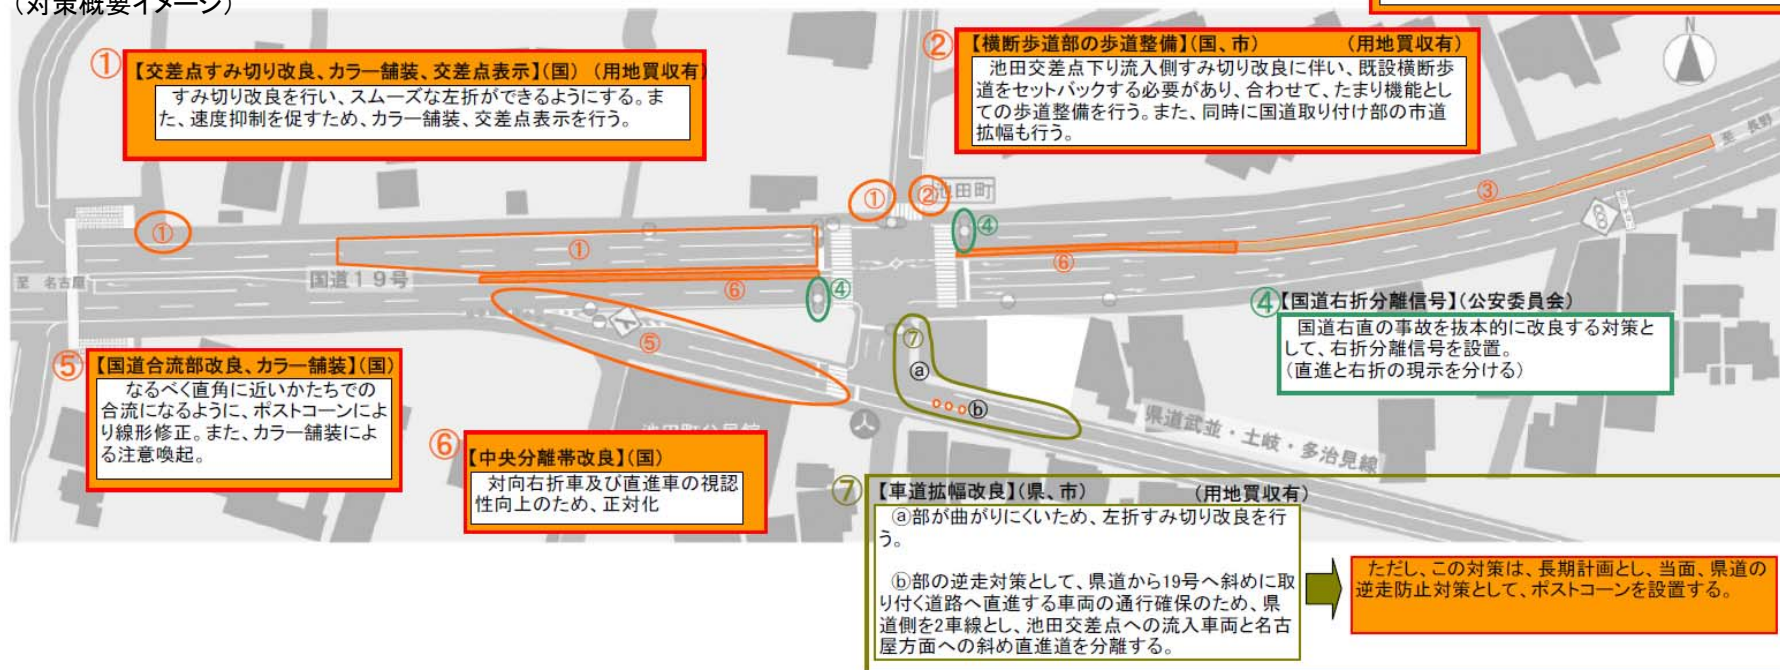 (対策概要イメージ)
①
【交差点すみ切り改良、カラー舗装、交差点表示】(国) (用地買収有)
すみ切り改良を行い、スムーズな左折ができるようにする。ま
た、速度抑制を促すため、カラー舗装、交差点表示を行う。
②
【横断歩道部の歩道整備】(国、市) (用地買収有)
池田交差点下り流入側すみ切り改良に伴い、既設横断歩
道をセットバックする必要があり、合わせて、たまり機能とし
ての歩道整備を行う。また、同時に国道取り付け部の市道
拡幅も行う。
N
至 長野
③
①
②
池田町
①
④
①
⑥
至 名古屋
国道19号
⑥
④
④
【国道右折分離信号】(公安委員会)
国道右直の事故を抜本的に改良する対策と
して、右折分離信号を設置。
(直進と右折の現示を分ける)
⑤
⑦
ⓐ
ⓑ
県道武並・土岐・多治見線
⑤
【国道合流部改良、カラー舗装】(国)
なるべく直角に近いかたちでの
合流になるように、ポストコーンによ
り線形修正。また、カラー舗装によ
る注意喚起。
⑥
【中央分離帯改良】(国)
対向右折車及び直進車の視認
性向上のため、正対化
⑦
【車道拡幅改良】(県、市) (用地買収有)
ⓐ部が曲がりにくいため、左折すみ切り改良を行
う。
ⓑ部の逆走対策として、県道から19号へ斜めに取
り付く道路へ直進する車両の通行確保のため、県
道側を2車線とし、池田交差点への流入車両と名古
屋方面への斜め直進道を分離する。
ただし、この対策は、長期計画とし、当面、県道の
逆走防止対策として、ポストコーンを設置する。